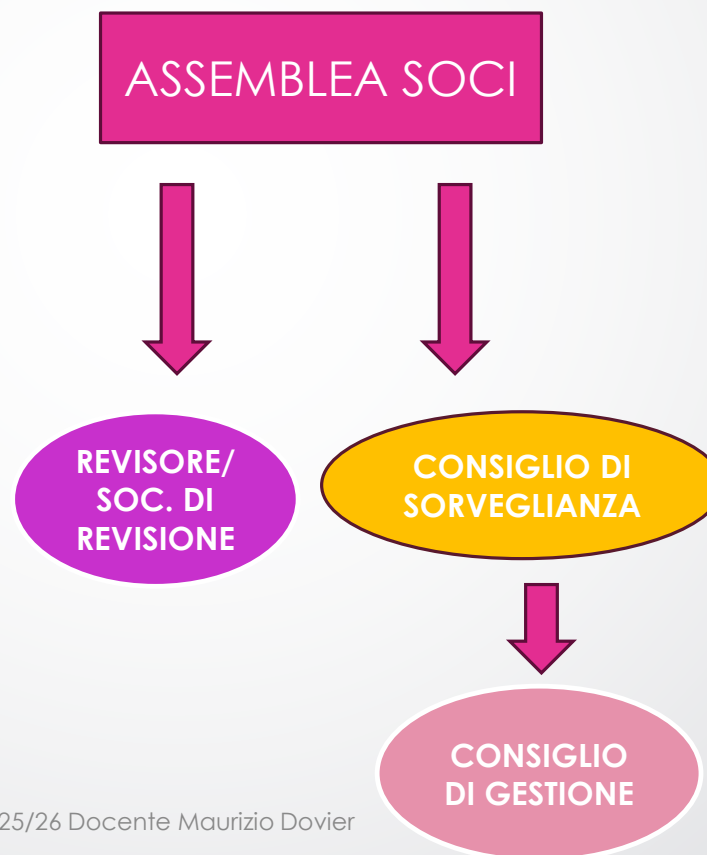 ASSEMBLEA SOCI
REVISORE/
SOC. DI
REVISIONE
CONSIGLIO DI
SORVEGLIANZA
CONSIGLIO
DI GESTIONE
25/26 Docente Maurizio Dovier